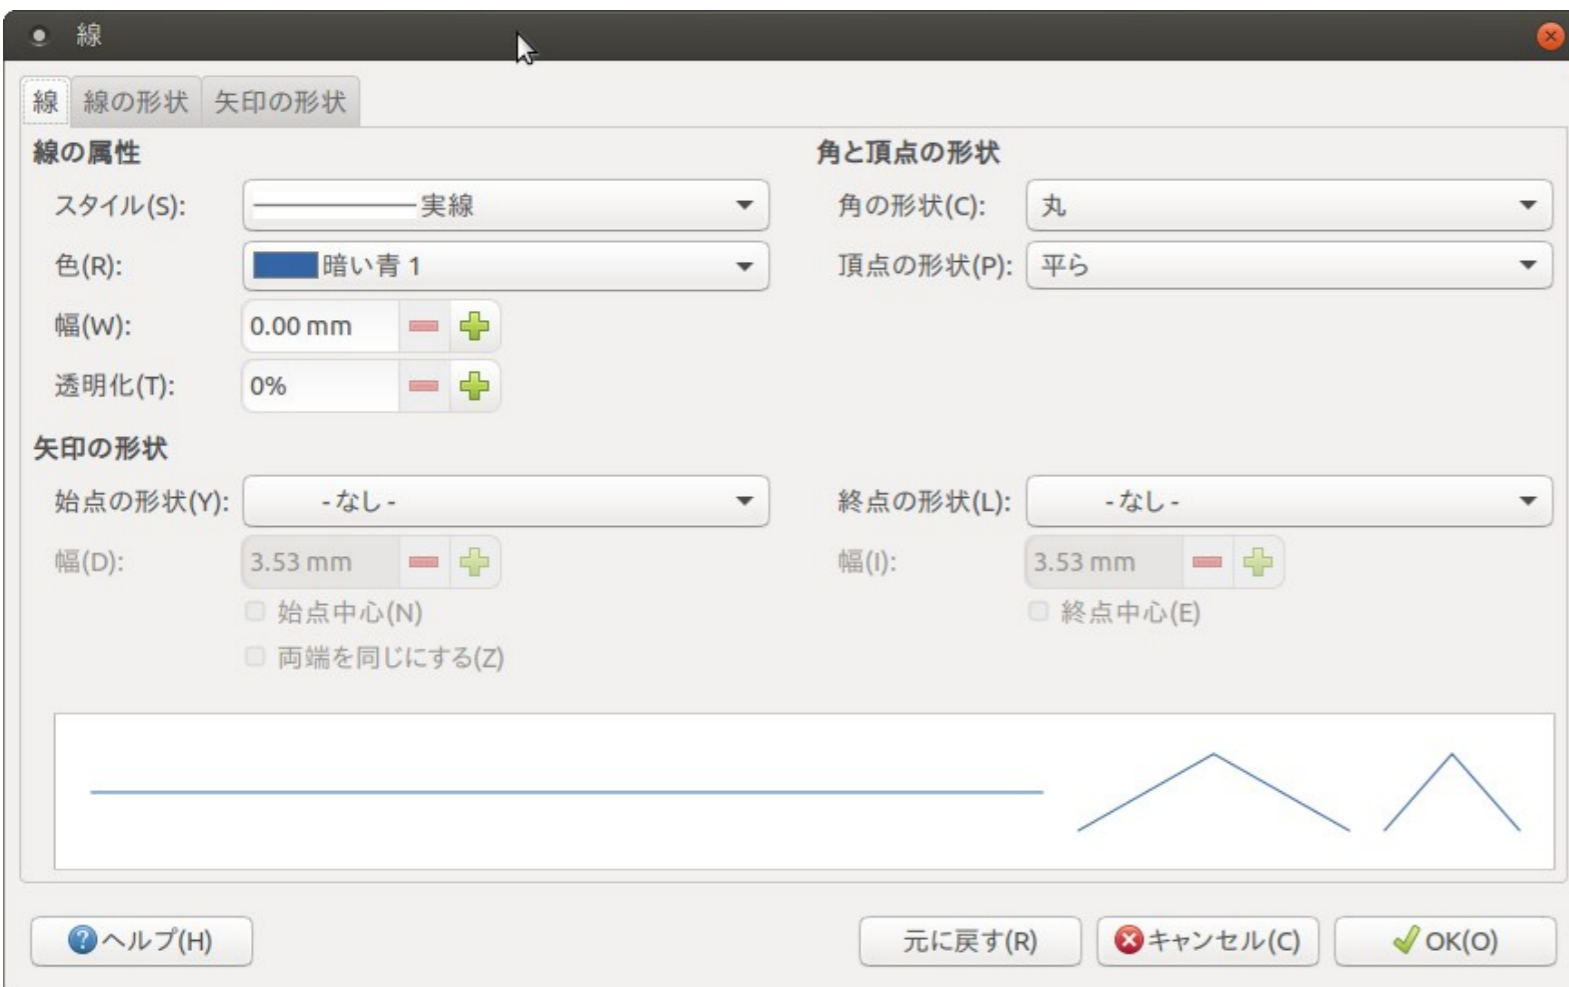 線
線 線の形状 矢印の形状
線の属性 角と頂点の形状
スタイル(S): 実線 角の形状(C): 丸
色(R): 暗い青 1 頂点の形状(P): 平ら
幅(W): 0.00 mm
透明化(T): 0%
矢印の形状
始点の形状(Y): - なし - 終点の形状(L): - なし -
幅(D): 3.53 mm 幅(I): 3.53 mm
始点中心(N) 終点中心(E)
両端を同じにする(Z)
ヘルプ(H) 元に戻す(R) キャンセル(C) OK(O)